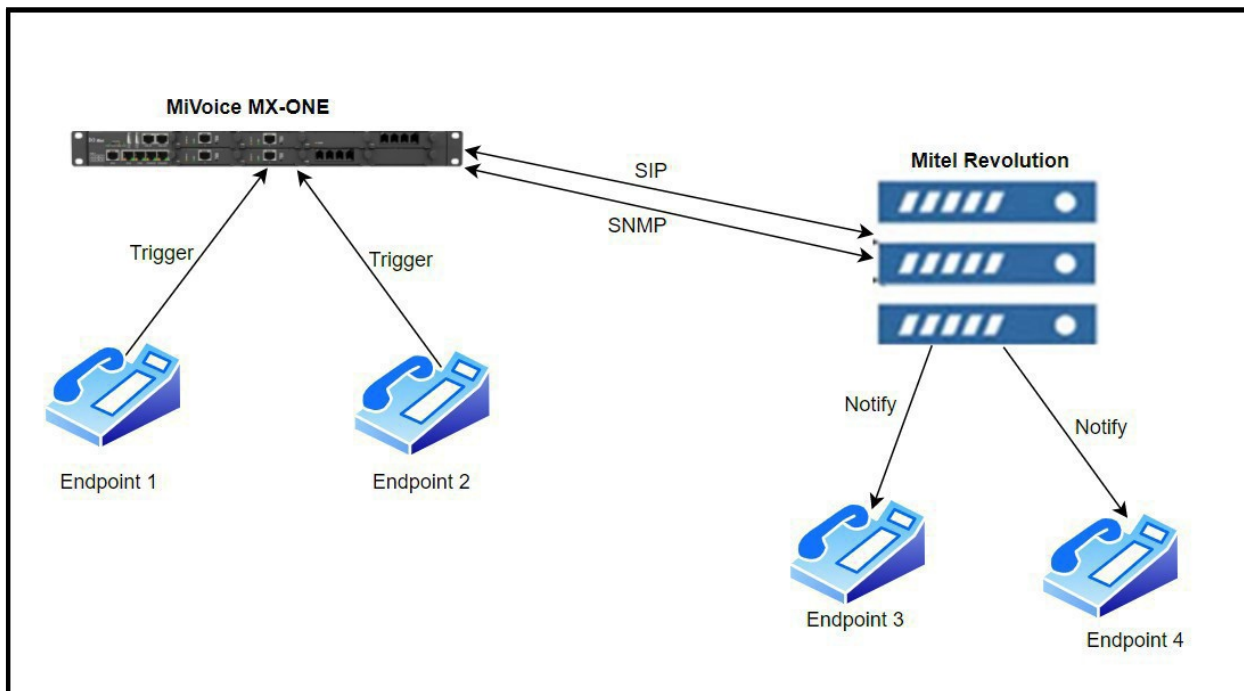 MiVoice MX-ONE
SIP
Mitel Revolution
SNMP
Trigger
Trigger
Notify
Notify
Endpoint 1
Endpoint 2
Endpoint 3
Endpoint 4